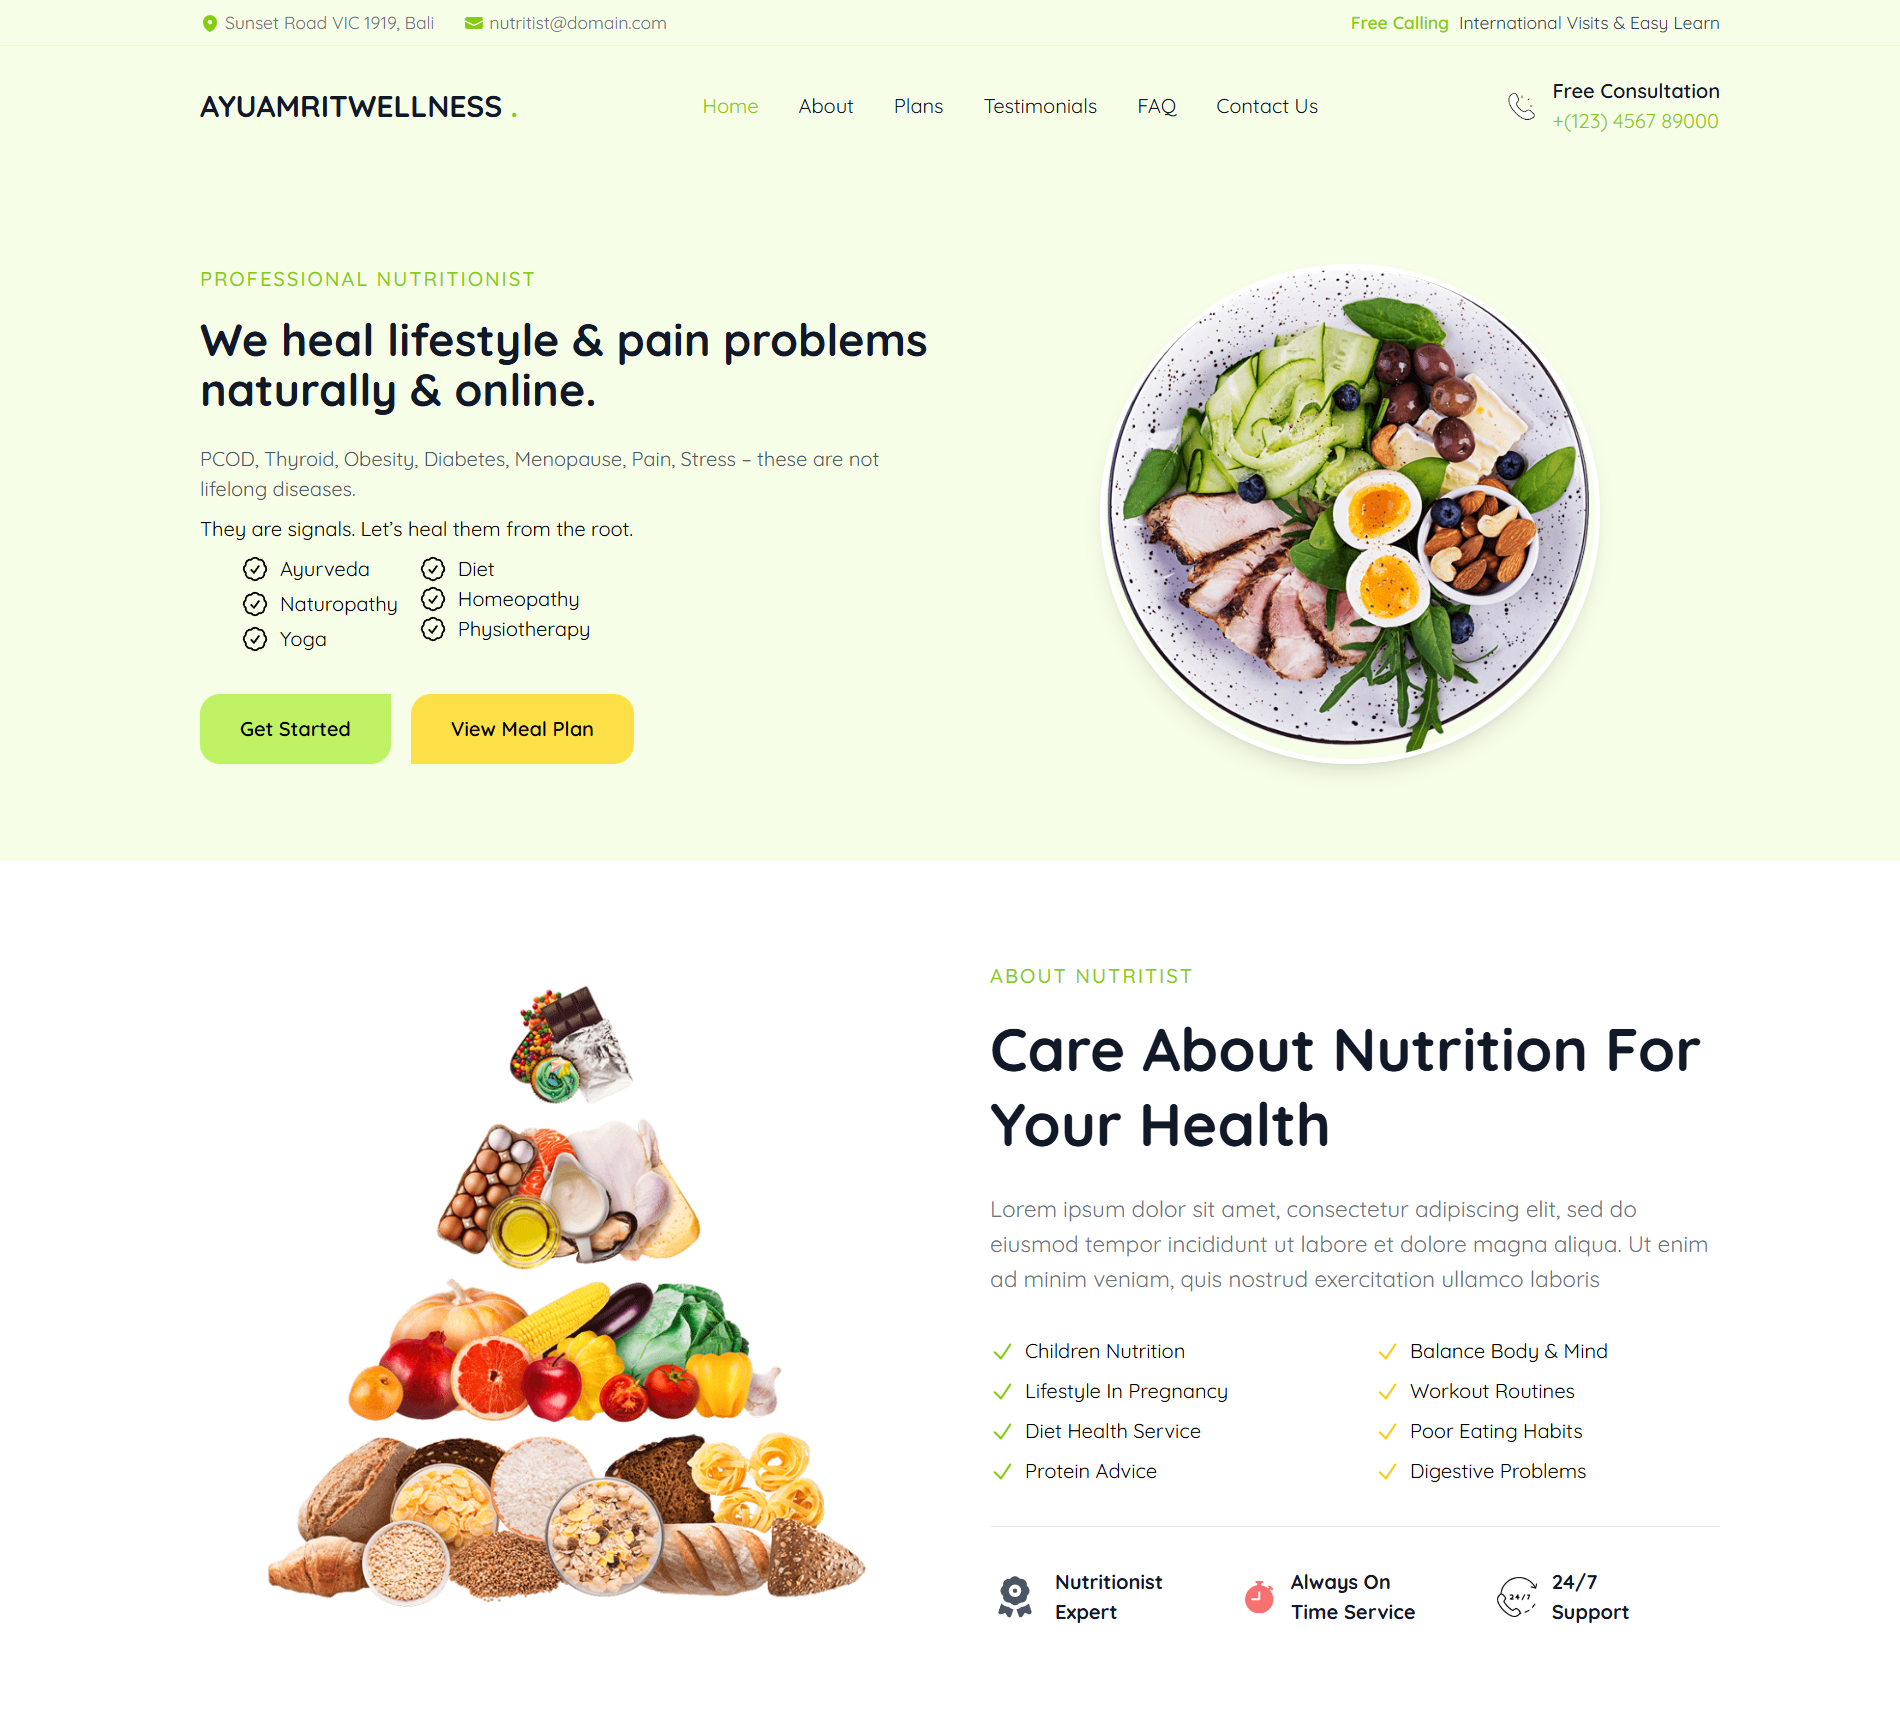 Sunset Road VIC 1919, Bali
nutritist@domain.com
Free Calling International Visits & Easy Learn
AYUAMRITWELLNESS .
Home
About
Plans
Testimonials
FAQ
Contact Us
Free Consultation
+(123) 4567 89000
PROFESSIONAL NUTRITIONIST
We heal lifestyle & pain problems
naturally & online.
PCOD, Thyroid, Obesity, Diabetes, Menopause, Pain, Stress – these are not
lifelong diseases.
They are signals. Let’s heal them from the root.
Ayurveda
Naturopathy
Yoga
Diet
Homeopathy
Physiotherapy
Get Started
View Meal Plan
ABOUT NUTRITIST
Care About Nutrition For
Your Health
Lorem ipsum dolor sit amet, consectetur adipiscing elit, sed do
eiusmod tempor incididunt ut labore et dolore magna aliqua. Ut enim
ad minim veniam, quis nostrud exercitation ullamco laboris
Children Nutrition
Lifestyle In Pregnancy
Diet Health Service
Protein Advice
Balance Body & Mind
Workout Routines
Poor Eating Habits
Digestive Problems
Nutritionist
Expert
Always On
Time Service
24/7
24/7
Support